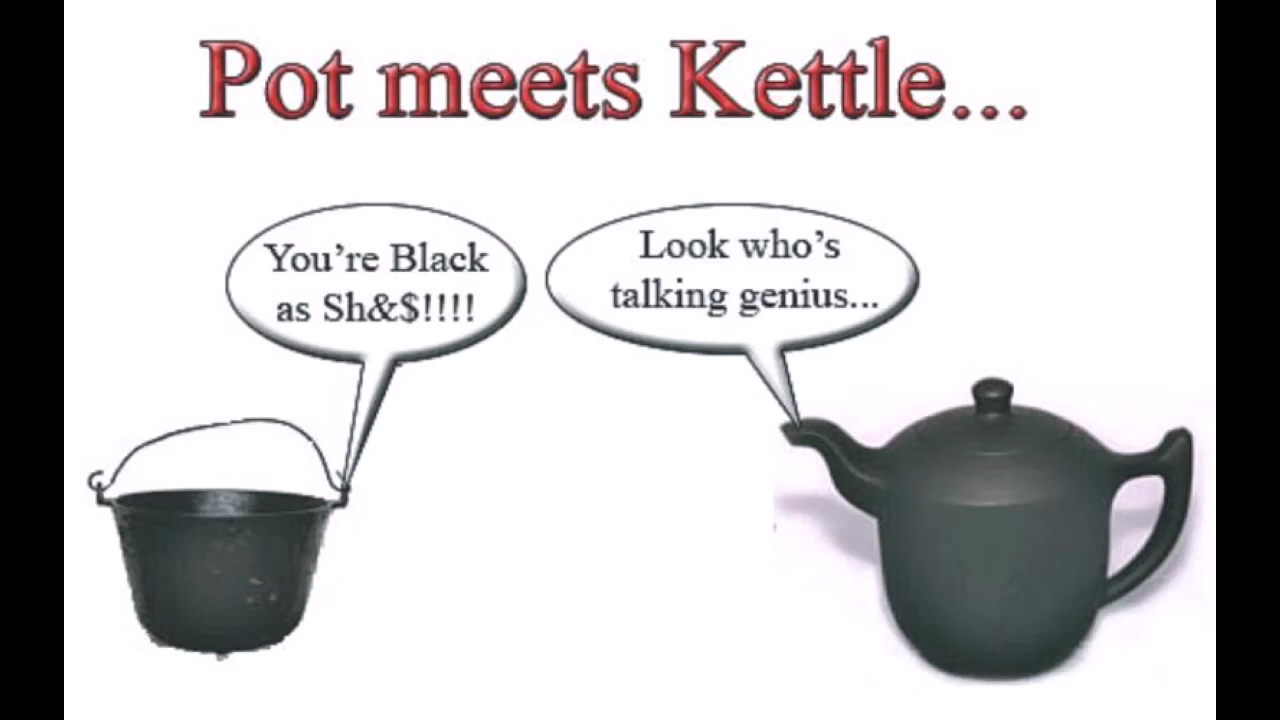 Pot meets Kettle...
You're Black
as Sh&$!!!!
Look who's
talking genius...